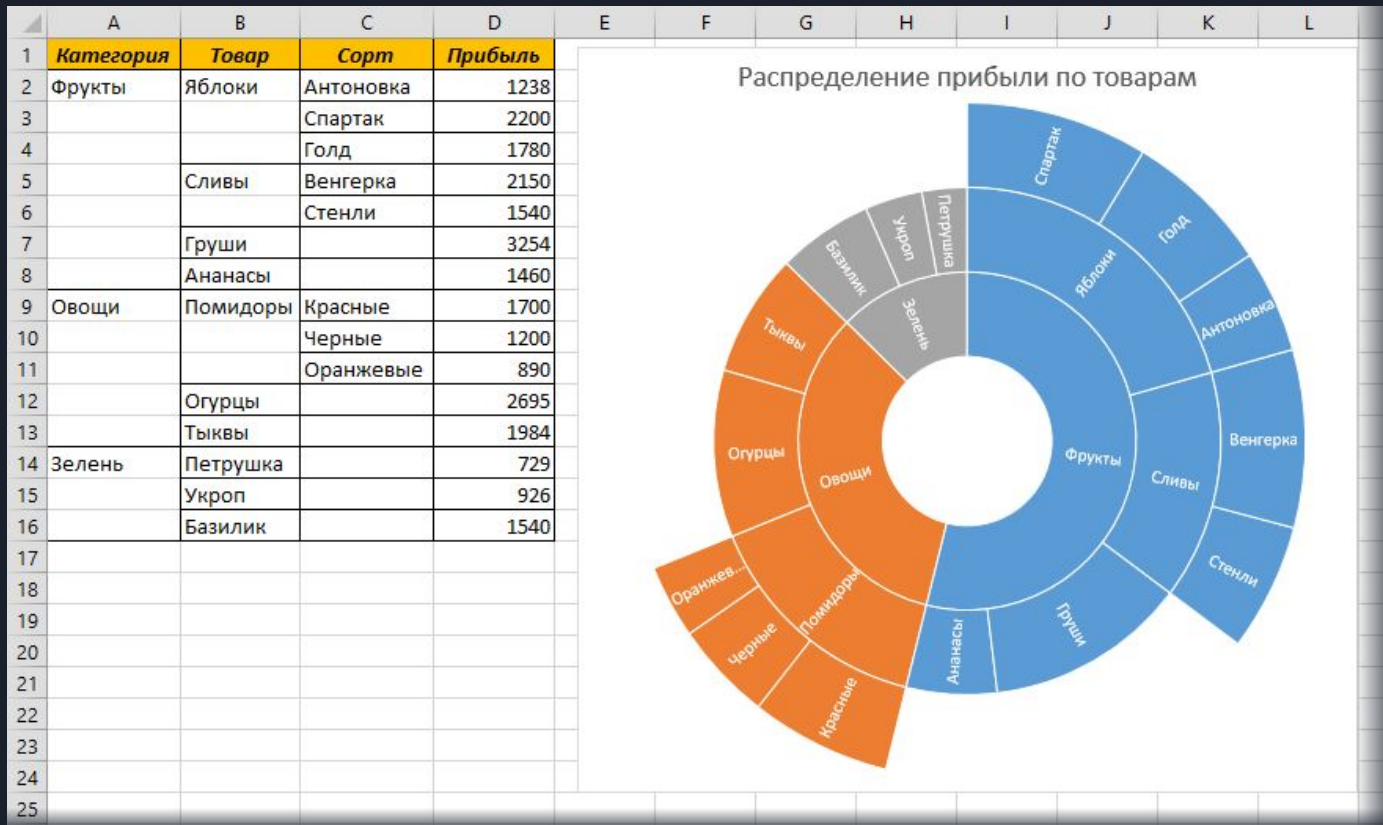 A B C D E F G H I J K L
1 Категория Товар Сорт Прибыль
2 Фрукты Яблоки Антоновка 1238
3 Спартак 2200
4 Голд 1780
5 Сливы Венгерка 2150
6 Стенли 1540
7 Груши 3254
8 Ананасы 1460
9 Овощи Помидоры Красные 1700
10 Черные 1200
11 Оранжевые 890
12 Огурцы 2695
13 Тыквы 1984
14 Зелень Петрушка 729
15 Укроп 926
16 Базилик 1540
17
18
19
20
21
22
23
24
25
Распределение прибыли по товарам
Спартак
Голд
Антоновка
Яблоки
Венгерка
Стенли
Сливы
Фрукты
Груши
Ананасы
Красные
Черные
Оранжев...
Помидоры
Овощи
Огурцы
Тыквы
Базилик
Укроп
Петрушка
Зелень